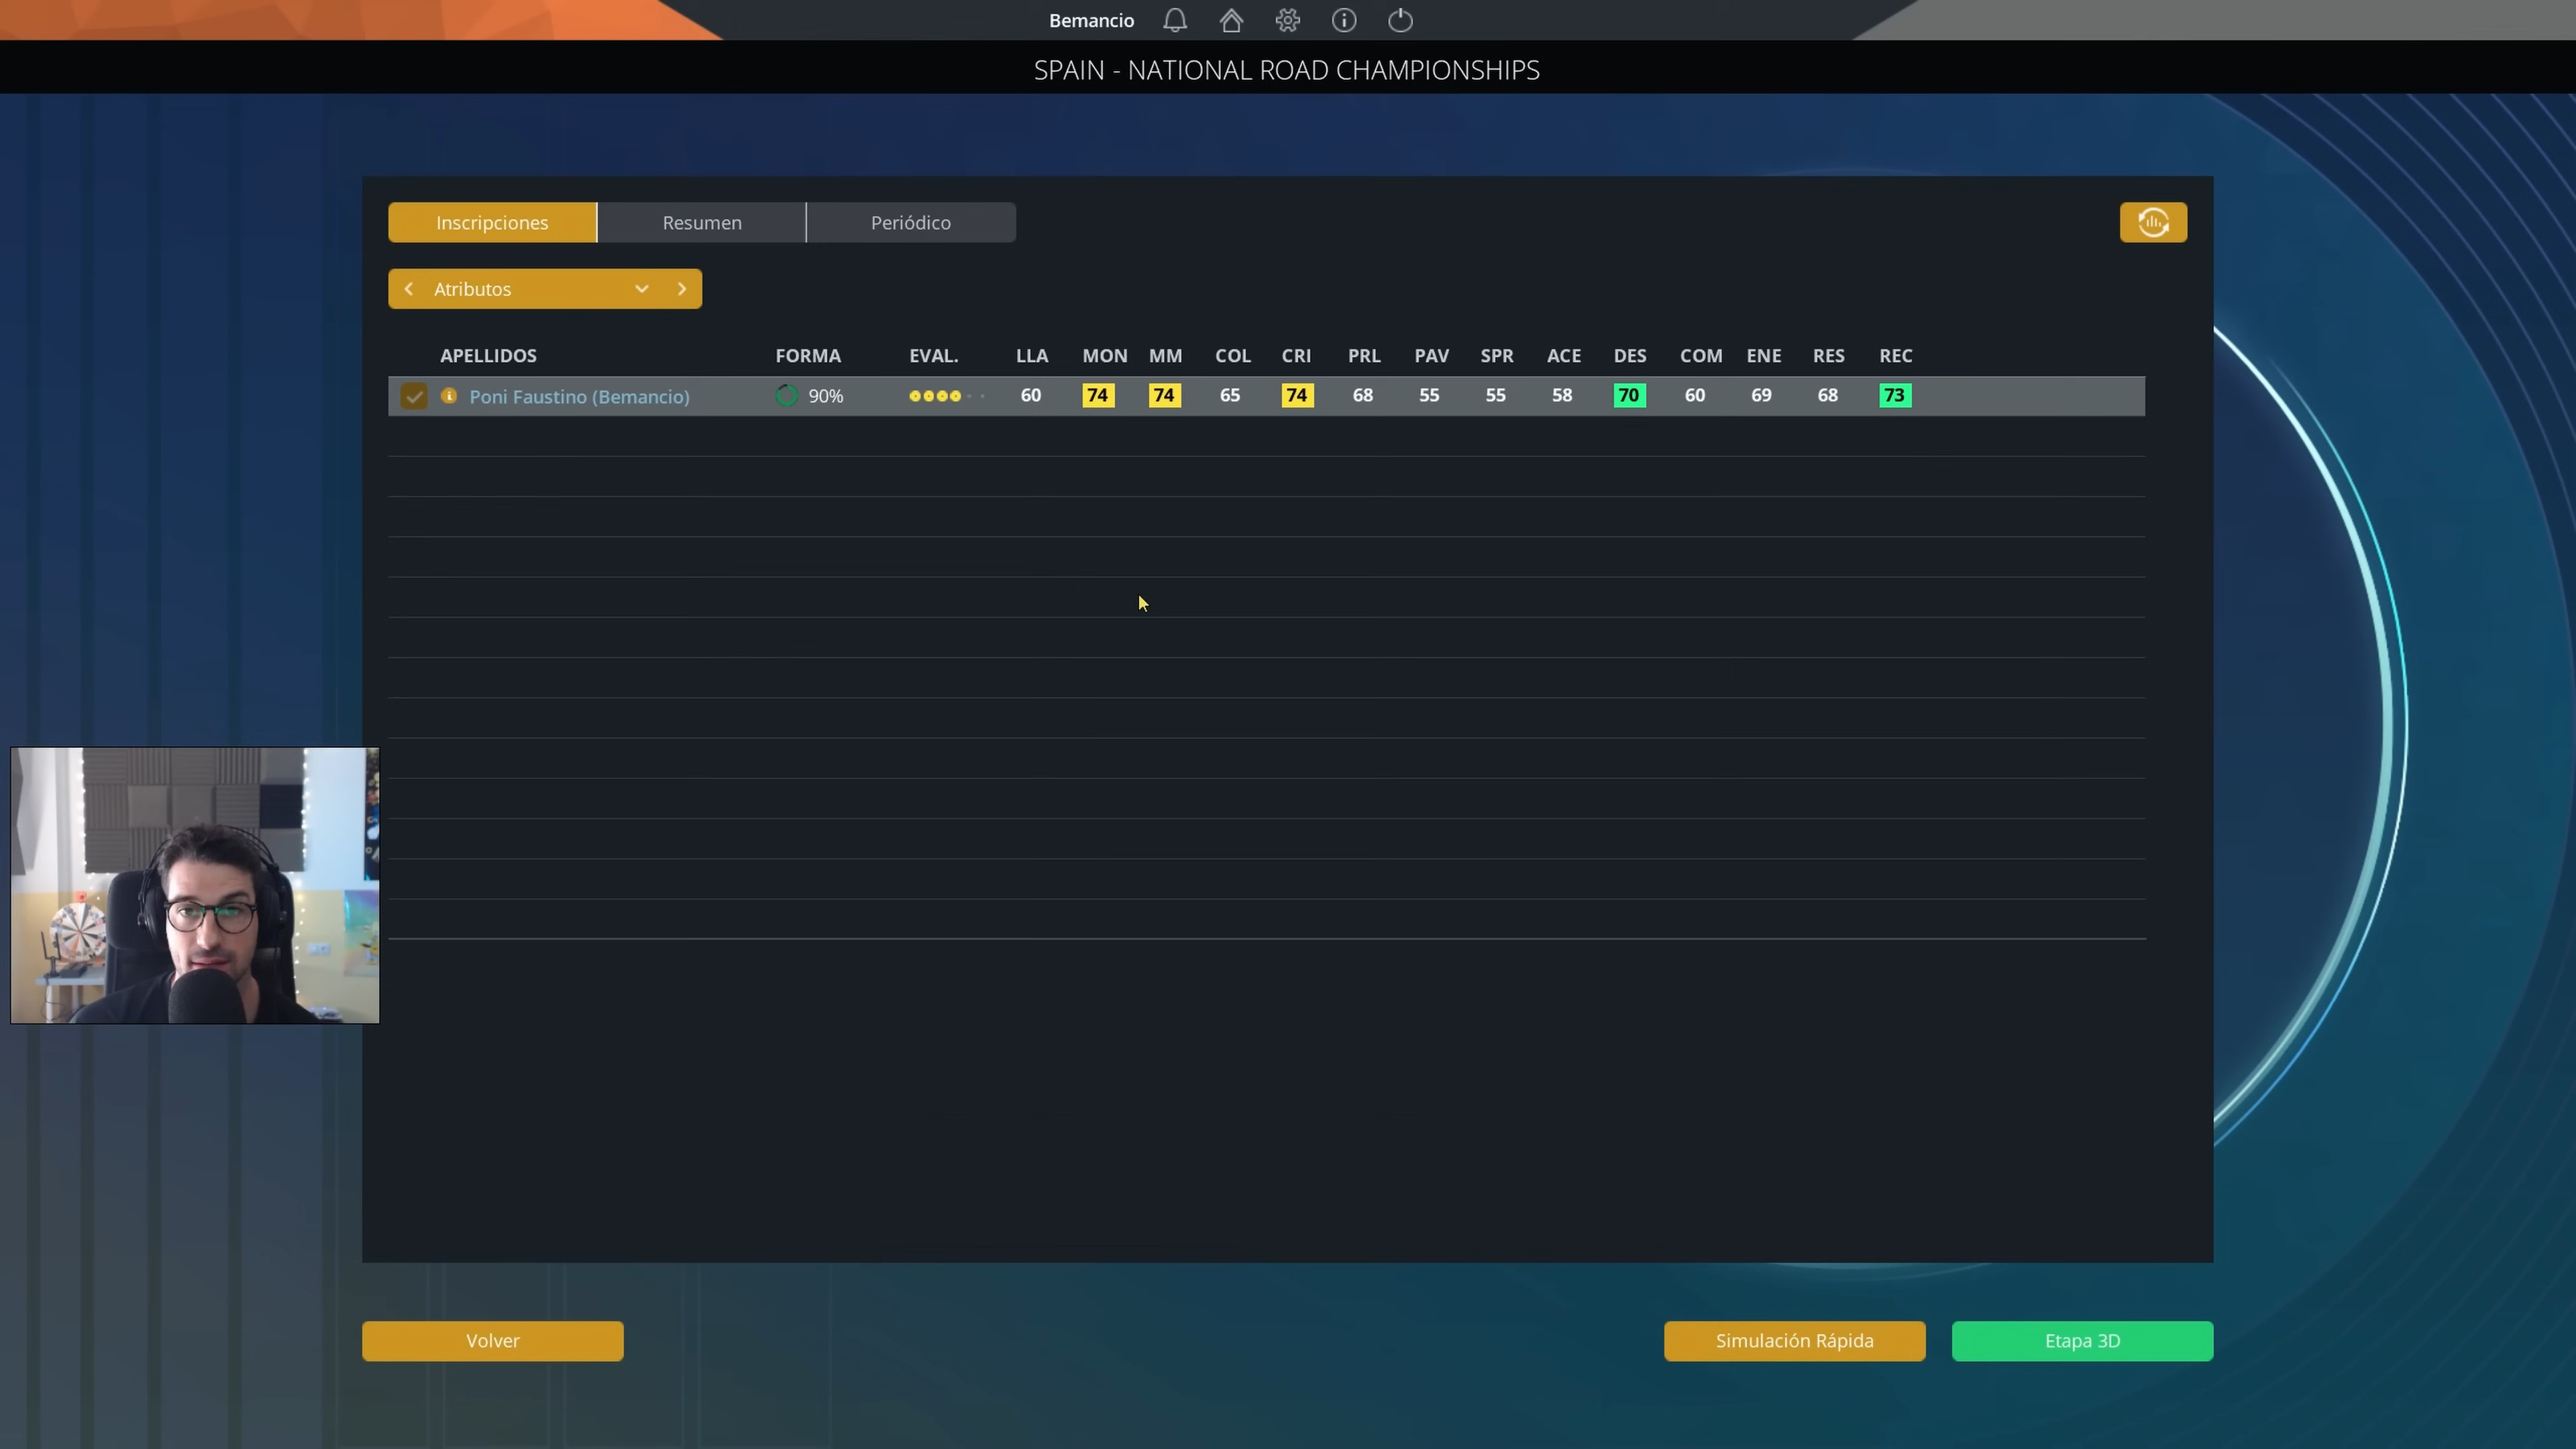 Bemancio
SPAIN - NATIONAL ROAD CHAMPIONSHIPS
Inscripciones Resumen Periódico
Atributos
APELLIDOS FORMA EVAL. LLA MON MM COL CRI PRL PAV SPR ACE DES COM ENE RES REC
Poni Faustino (Bemancio) 90% 60 74 74 65 74 68 55 55 58 70 60 69 68 73
Volver Simulación Rápida Etapa 3D